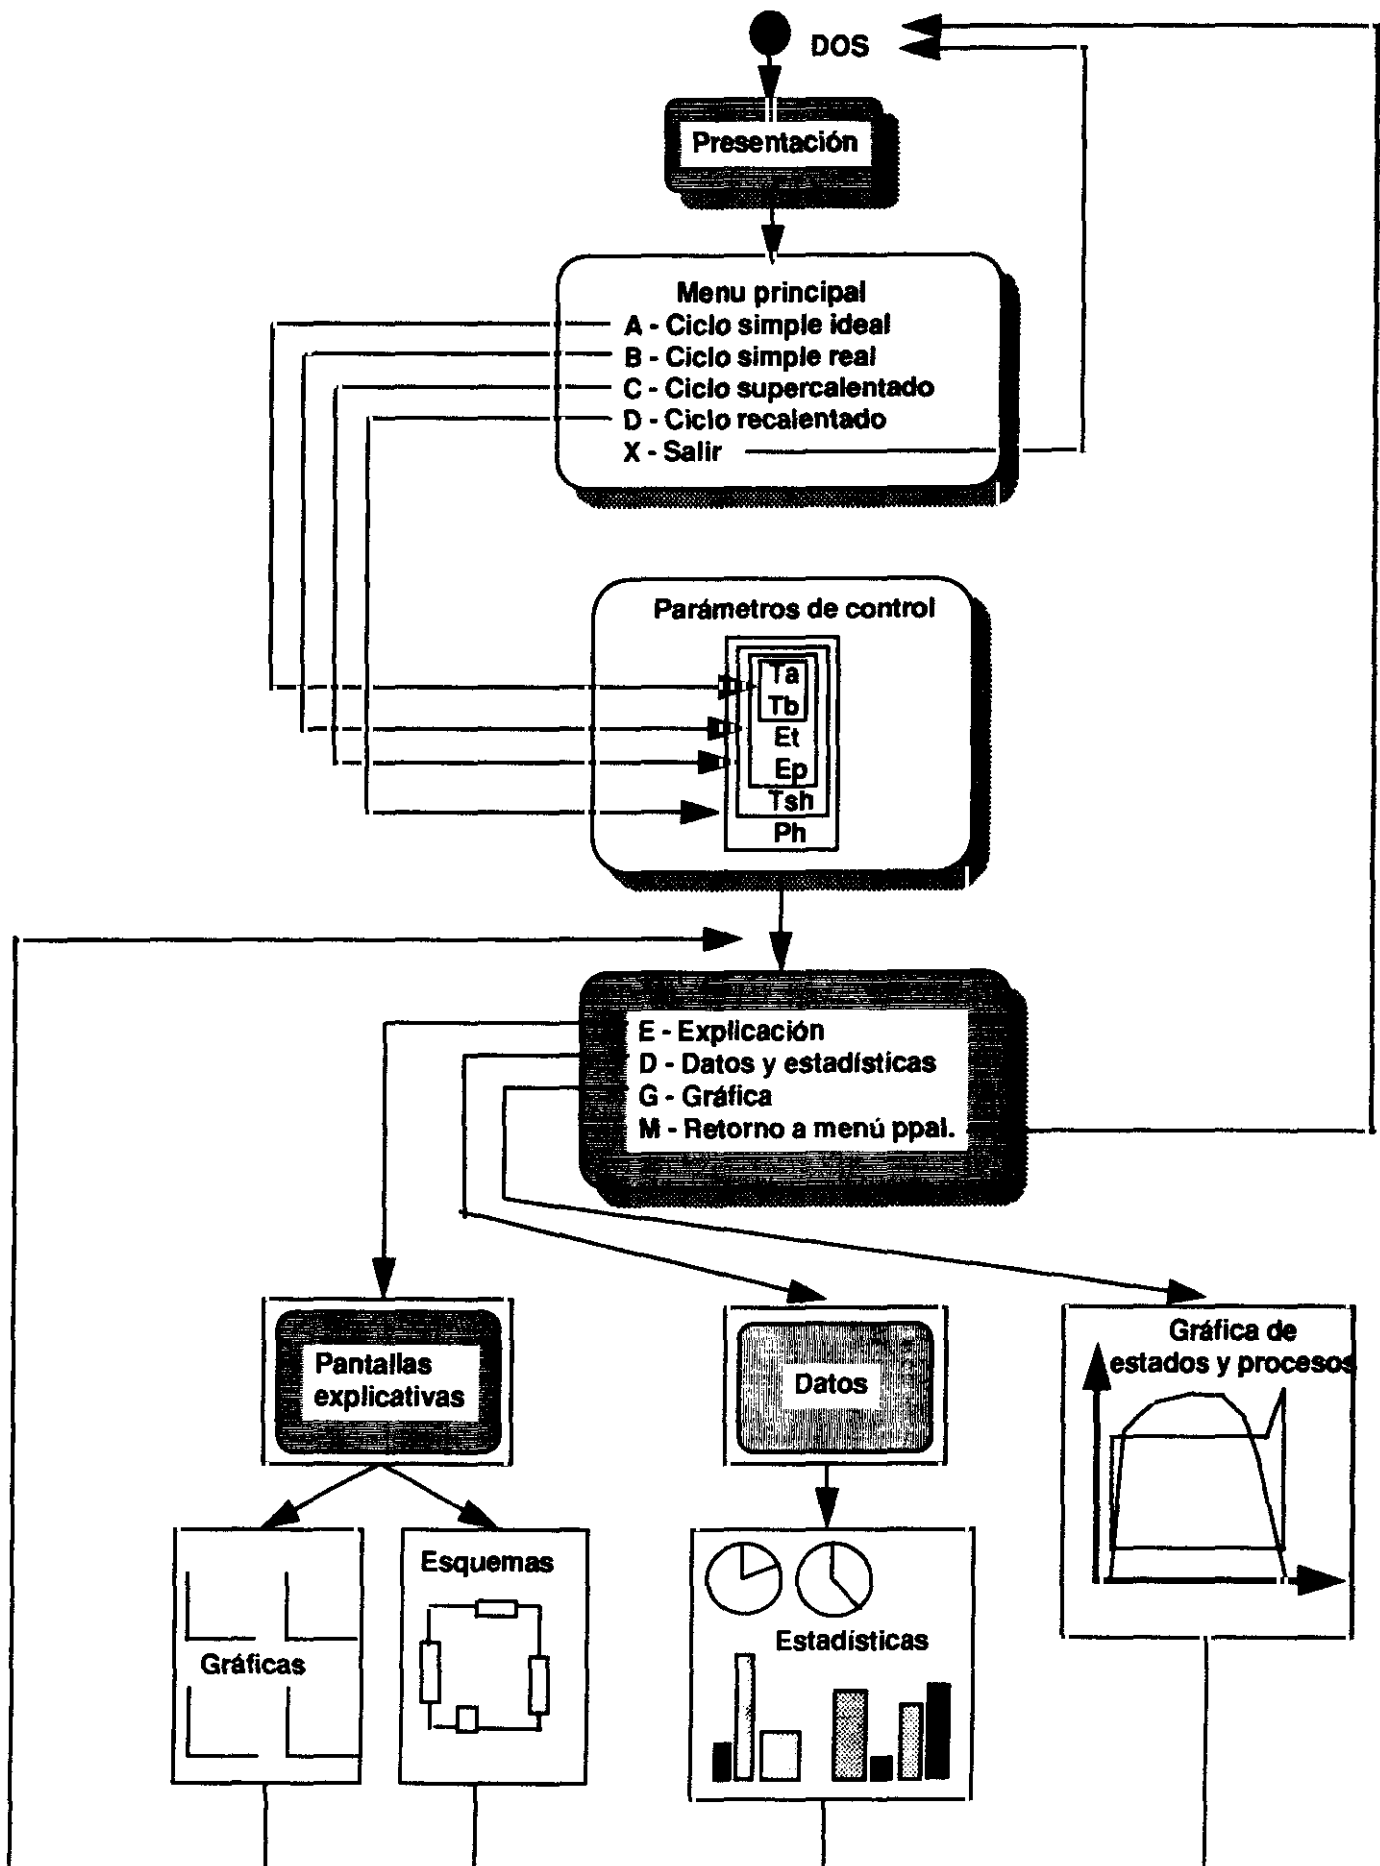 DOS
Presentación
Menu principal
A - Ciclo simple ideal
B - Ciclo simple real
C - Ciclo supercalentado
D - Ciclo recalentado
X - Salir
Parámetros de control
Ta
Tb
Et
Ep
Tsh
Ph
E - Explicación
D - Datos y estadísticas
G - Gráfica
M - Retorno a menú ppal.
Pantallas
explicativas
Datos
Gráfica de
estados y procesos
Gráficas
Esquemas
Estadísticas